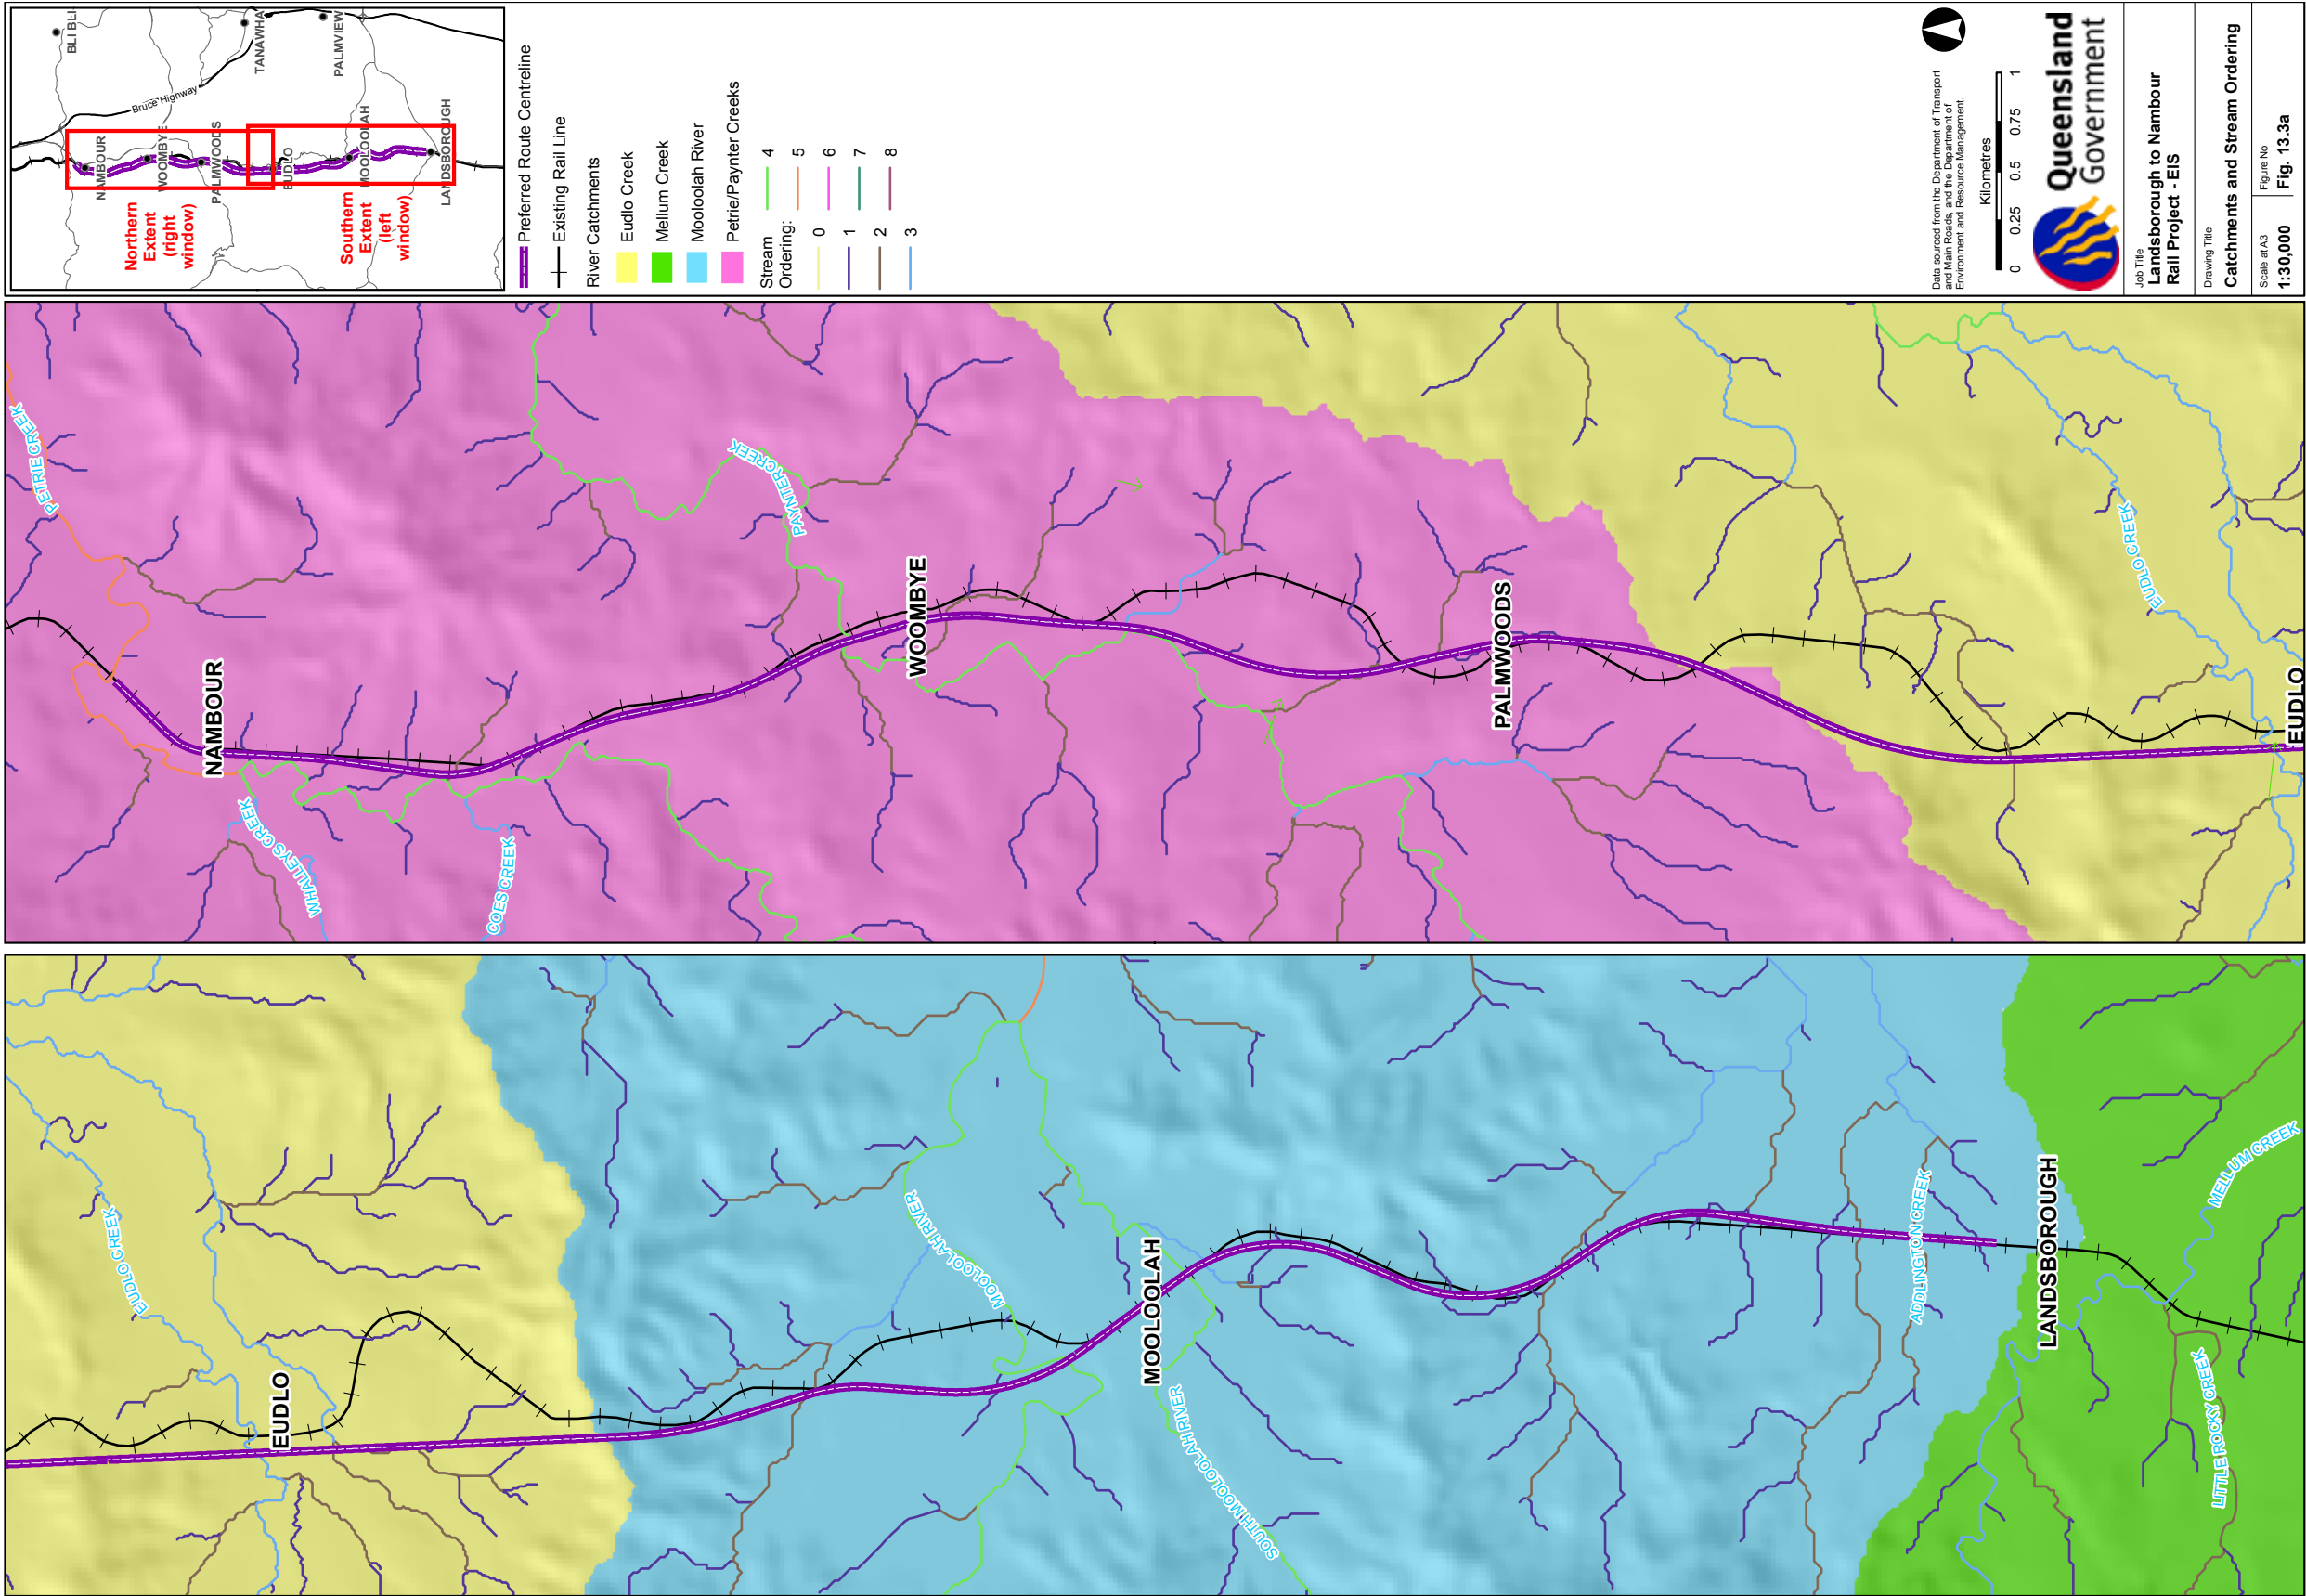 BLI BLI
TANAWHA
PALMVIEW
Bruce Highway
NAMBOUR
WOOMBYE
PALMWOODS
EUDLO
MOOLOOLAH
LANDSBOROUGH
Northern
Extent
(right
window)
Southern
Extent
(left
window)
Preferred Route Centreline
Existing Rail Line
River Catchments
Eudlo Creek
Mellum Creek
Mooloolah River
Petrie/Paynter Creeks
Stream
Ordering:
0
1
2
3
4
5
6
7
8
Data sourced from the Department of Transport
and Main Roads, and the Department of
Environment and Resource Management.
Kilometres
0 0.25 0.5 0.75 1
Queensland
Government
Job Title
Landsborough to Nambour
Rail Project - EIS
Drawing Title
Catchments and Stream Ordering
Scale at A3
1:30,000
Figure No
Fig. 13.3a
PETRIE CREEK
NAMBOUR
WHALLEYS CREEK
COES CREEK
PAYNTER CREEK
WOOMBYE
PALMWOODS
EUDLO CREEK
EUDLO
EUDLO CREEK
EUDLO
MOOLOOLAH RIVER
MOOLOOLAH
SOUTH MOOLOOLAH RIVER
ADDLINGTON CREEK
LANDSBOROUGH
MELLUM CREEK
LITTLE ROCKY CREEK